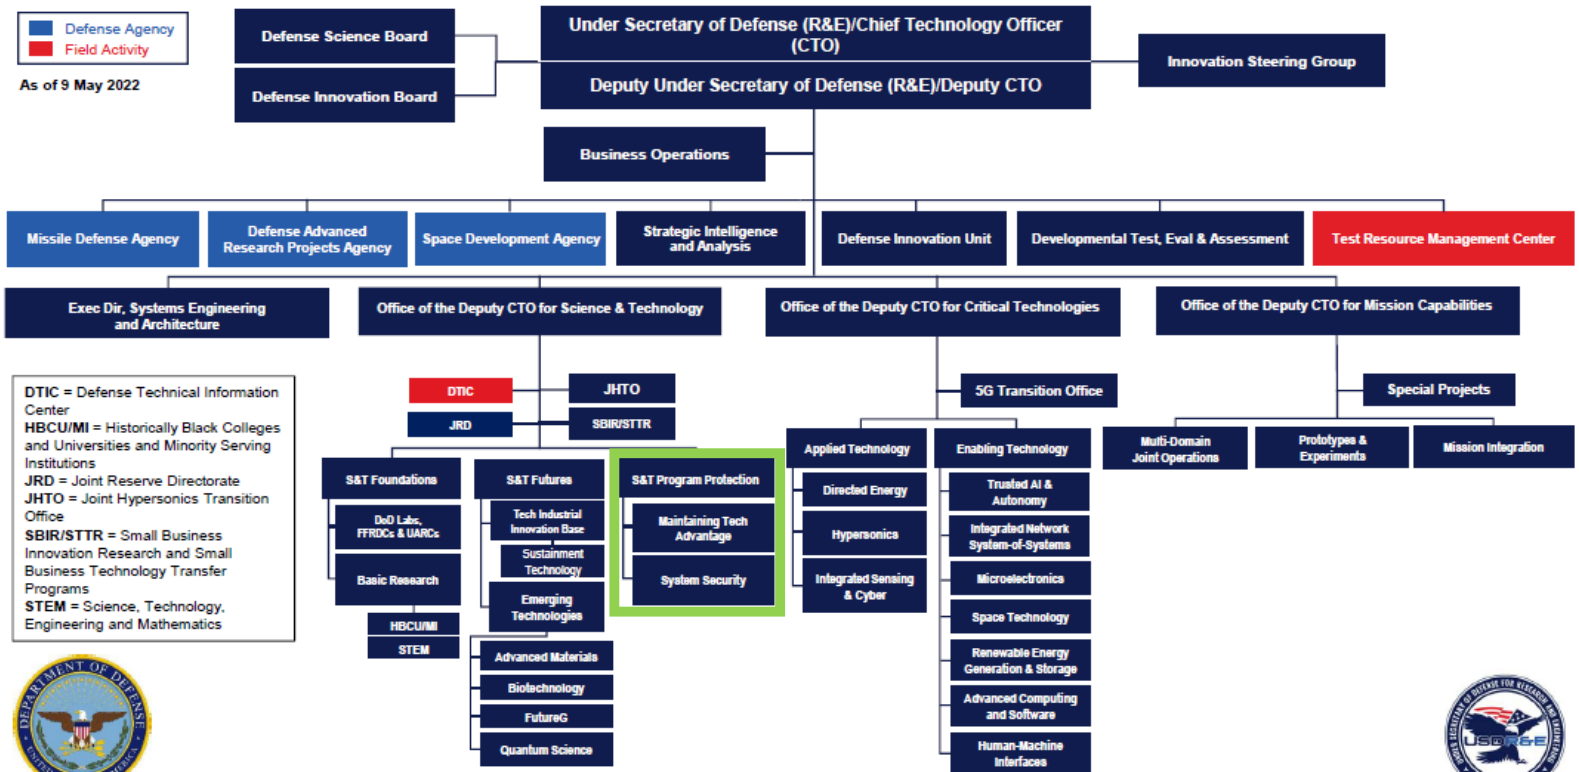 Defense Agency
Field Activity
As of 9 May 2022
Defense Science Board
Defense Innovation Board
Under Secretary of Defense (R&E)/Chief Technology Officer
(CTO)
Deputy Under Secretary of Defense (R&E)/Deputy CTO
Innovation Steering Group
Business Operations
Missile Defense Agency
Defense Advanced
Research Projects Agency
Space Development Agency
Strategic Intelligence
and Analysis
Defense Innovation Unit
Developmental Test, Eval & Assessment
Test Resource Management Center
Exec Dir, Systems Engineering
and Architecture
Office of the Deputy CTO for Science & Technology
Office of the Deputy CTO for Critical Technologies
Office of the Deputy CTO for Mission Capabilities
DTIC = Defense Technical Information
Center
HBCU/MI = Historically Black Colleges
and Universities and Minority Serving
Institutions
JRD = Joint Reserve Directorate
JHTO = Joint Hypersonics Transition
Office
SBIR/STTR = Small Business
Innovation Research and Small
Business Technology Transfer
Programs
STEM = Science, Technology,
Engineering and Mathematics
DTIC
JHTO
JRD
SBIR/STTR
S&T Foundations
DoD Labs,
FFRDCs & UARCs
Basic Research
HBCU/MI
STEM
S&T Futures
Tech Industrial
Innovation Base
Sustainment
Technology
Emerging
Technologies
Advanced Materials
Biotechnology
FutureG
Quantum Science
S&T Program Protection
Maintaining Tech
Advantage
System Security
5G Transition Office
Applied Technology
Directed Energy
Hypersonics
Integrated Sensing
& Cyber
Enabling Technology
Trusted AI &
Autonomy
Integrated Network
System-of-Systems
Microelectronics
Space Technology
Renewable Energy
Generation & Storage
Advanced Computing
and Software
Human-Machine
Interfaces
Special Projects
Multi-Domain
Joint Operations
Prototypes &
Experiments
Mission Integration
DEPARTMENT OF DEFENSE
USDR&E